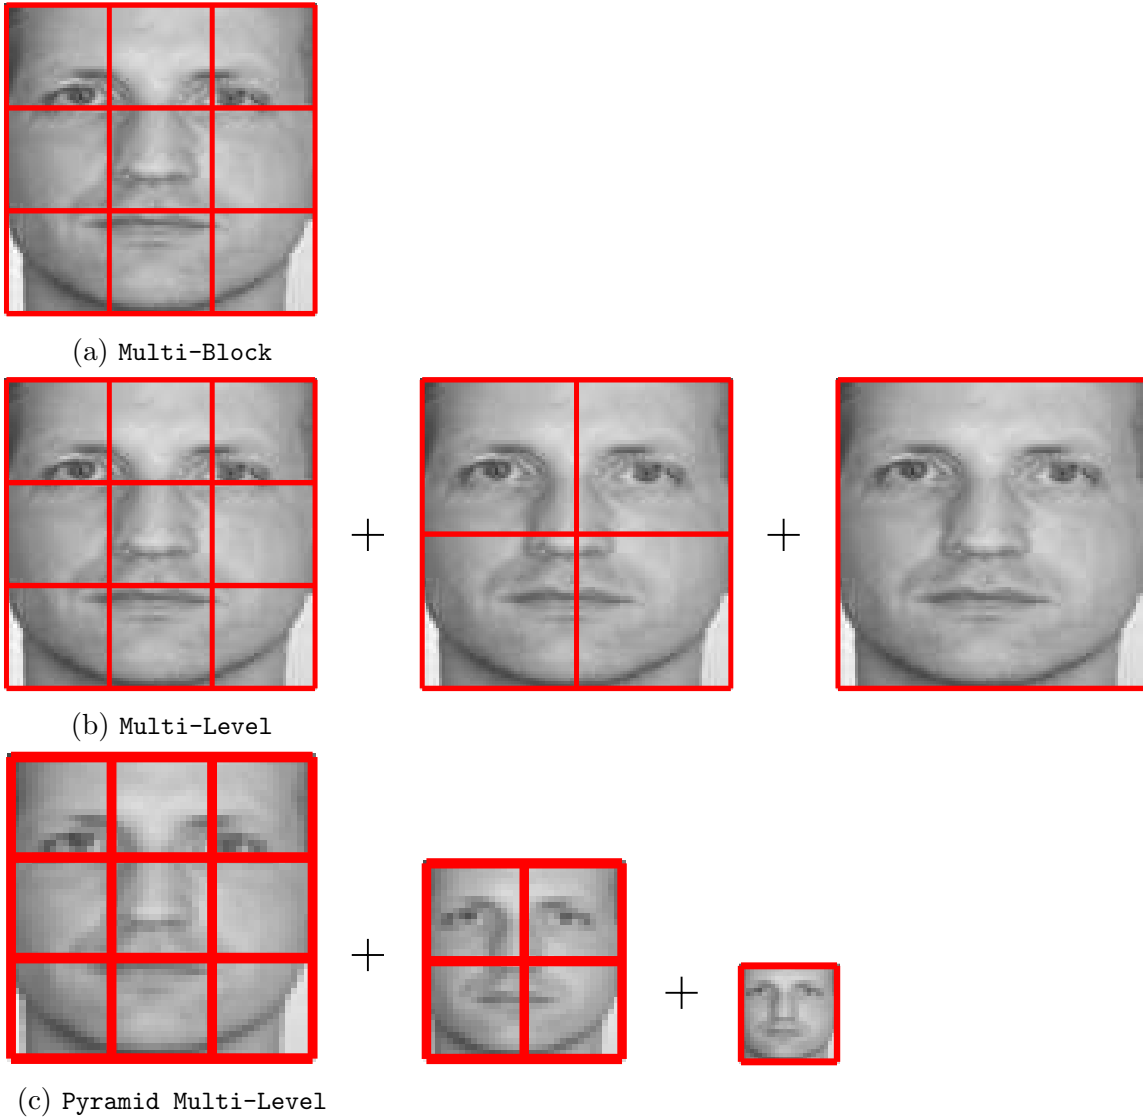 (a) Multi-Block
+ +
(b) Multi-Level
+ +
(c) Pyramid Multi-Level